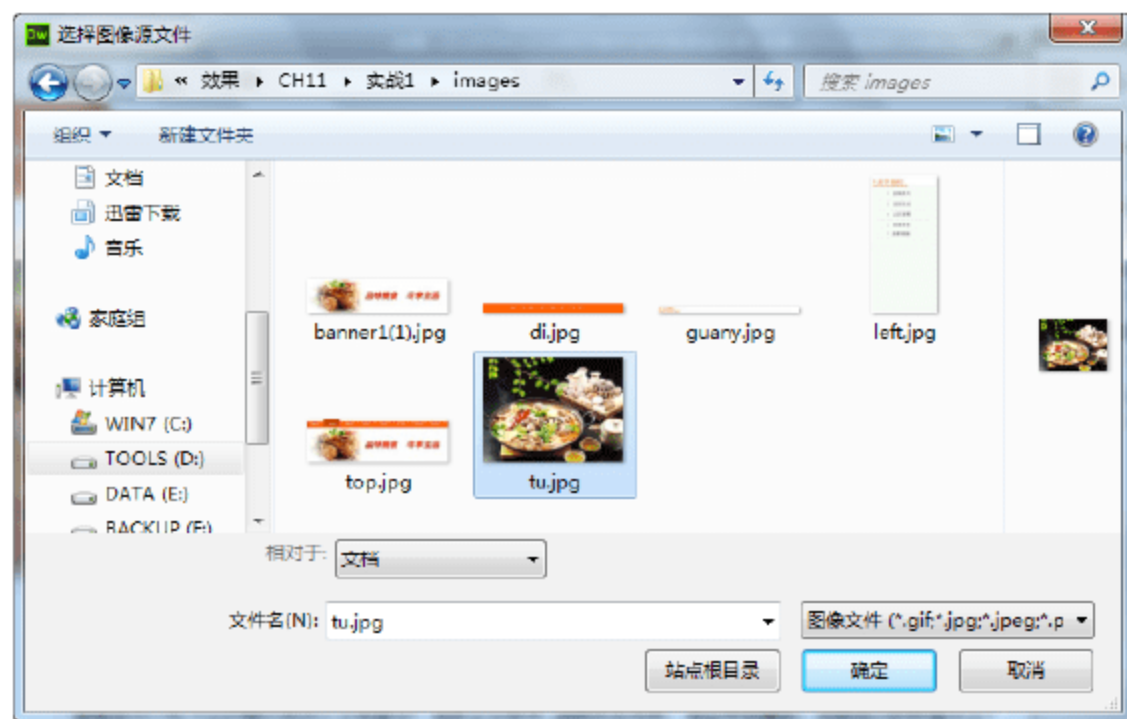 DW 选择图像源文件
« 效果 ▸ CH11 ▸ 实战1 ▸ images
搜索 images
组织 新建文件夹
文档
迅雷下载
音乐
家庭组
计算机
WIN7 (C:)
TOOLS (D:)
DATA (E:)
BACKUP (F:)
banner1(1).jpg
di.jpg
guany.jpg
left.jpg
top.jpg
tu.jpg
相对于: 文档
文件名(N): tu.jpg
图像文件 (*.gif;*.jpg;*.jpeg;*.p
站点根目录 确定 取消